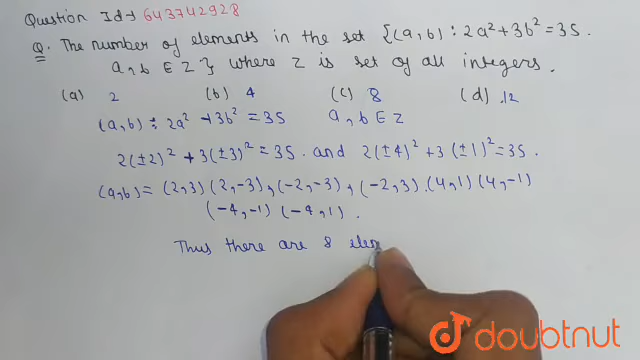 Question Id→ 643742928
Q. The number of elements in the set {(a,b) : 2a² + 3b² = 35.
a,b ∈ Z } where Z is set of all integers.
(a) 2 (b) 4 (c) 8 (d) .12
(a,b) : 2a² + 3b² = 35 a,b ∈ Z
2(±2)² + 3(±3)² = 35. and 2(±4)² + 3(±1)² = 35.
(a,b) = (2,3) (2,-3), (-2,-3), (-2,3). (4,1) (4,-1)
(-4,-1) (-4,1).
Thus there are 8 elem
doubtnut